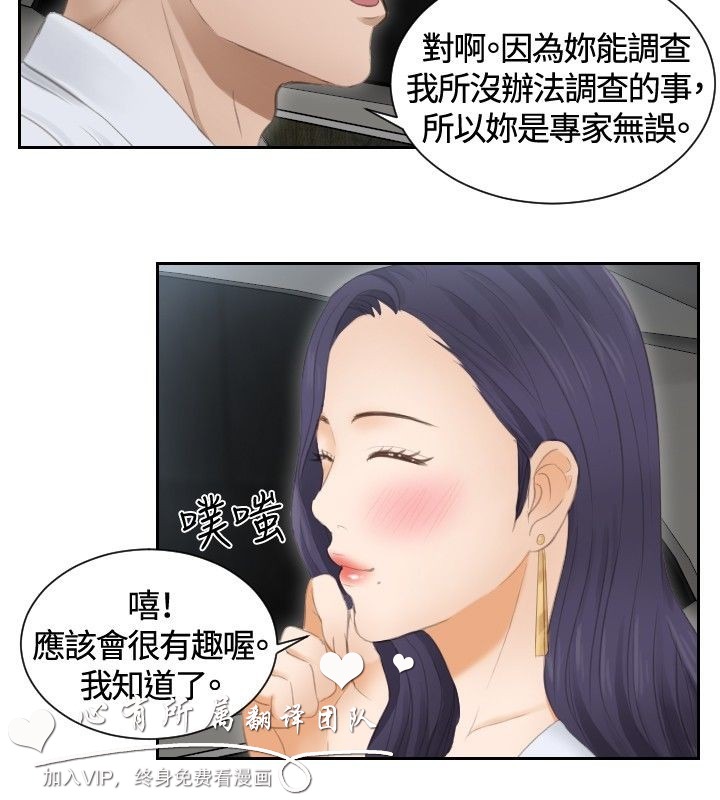 對啊。因為妳能調查
我所沒辦法調查的事，
所以妳是專家無誤。
噗嗤
嘻！
應該會很有趣喔。
我知道了。
心有所属翻译团队
加入VIP，终身免费看漫画